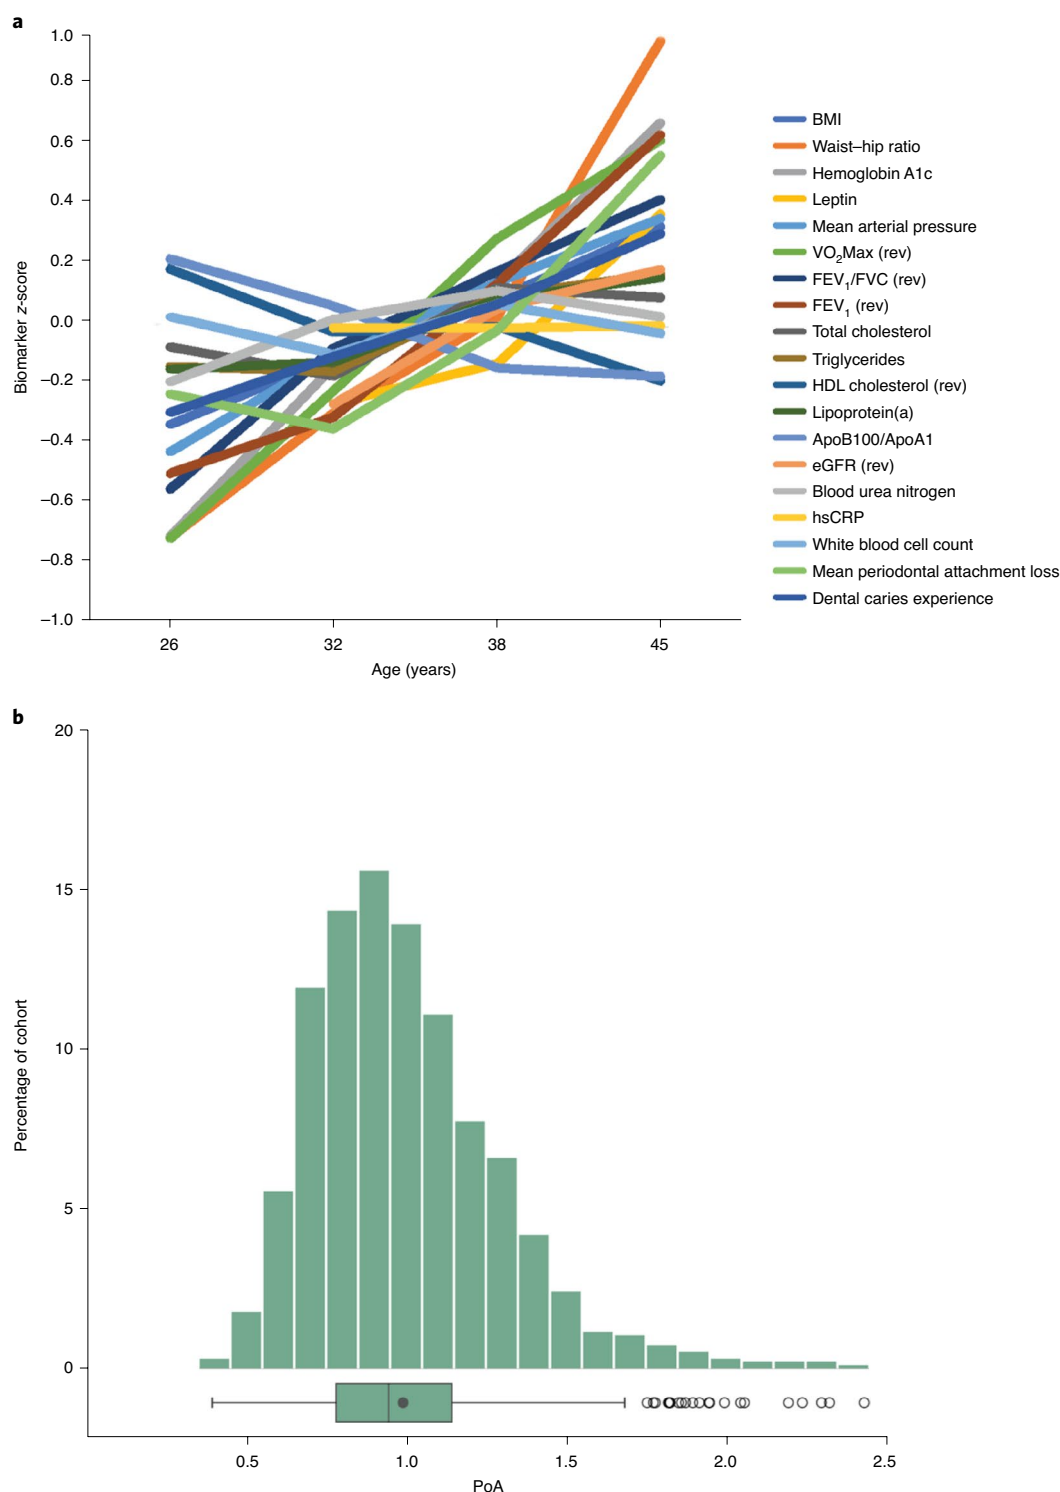 a
1.0
0.8
0.6
0.4
0.2
0.0
−0.2
−0.4
−0.6
−0.8
−1.0
Biomarker z-score
26
32
38
45
Age (years)
BMI
Waist–hip ratio
Hemoglobin A1c
Leptin
Mean arterial pressure
VO₂Max (rev)
FEV₁/FVC (rev)
FEV₁ (rev)
Total cholesterol
Triglycerides
HDL cholesterol (rev)
Lipoprotein(a)
ApoB100/ApoA1
eGFR (rev)
Blood urea nitrogen
hsCRP
White blood cell count
Mean periodontal attachment loss
Dental caries experience
b
20
15
10
5
0
Percentage of cohort
0.5
1.0
1.5
2.0
2.5
PoA